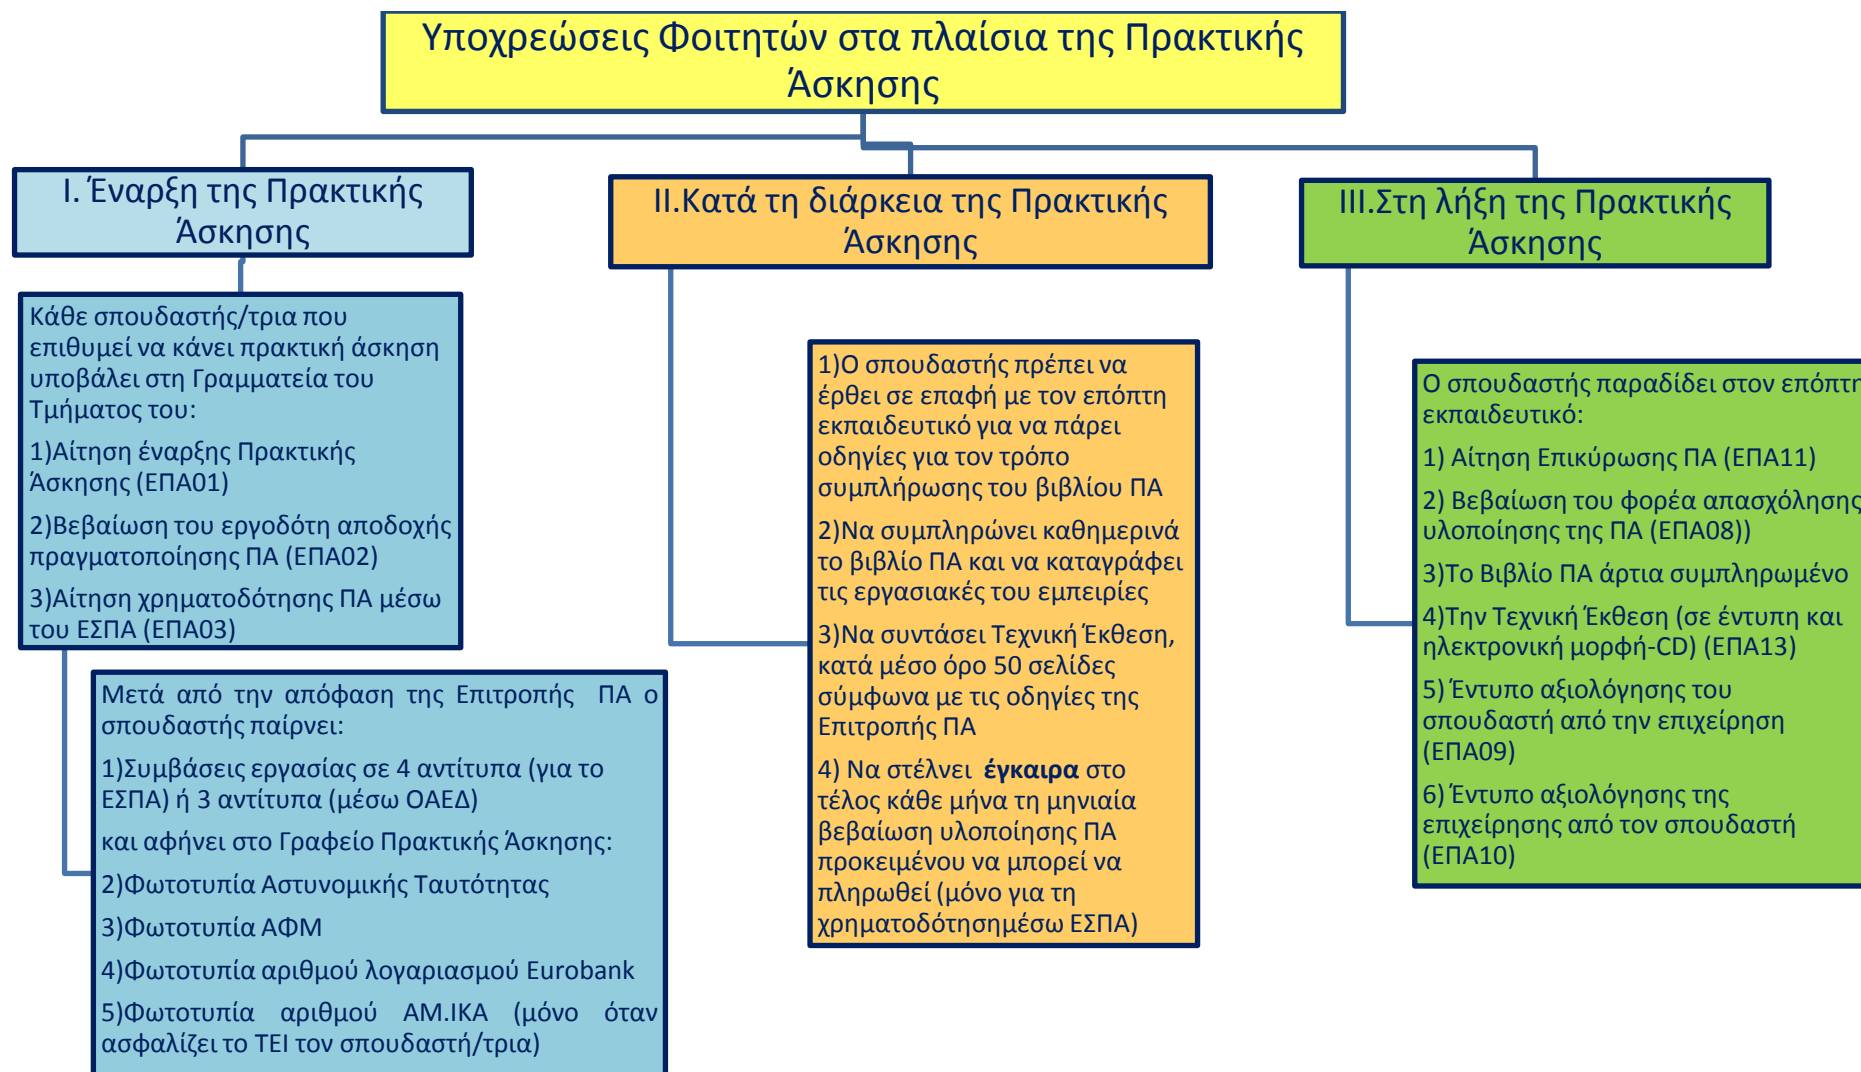 Υποχρεώσεις Φοιτητών στα πλαίσια της Πρακτικής
Άσκησης
Ι. Έναρξη της Πρακτικής
Άσκησης
Κάθε σπουδαστής/τρια που
επιθυμεί να κάνει πρακτική άσκηση
υποβάλει στη Γραμματεία του
Τμήματος του:
1)Αίτηση έναρξης Πρακτικής
Άσκησης (ΕΠΑ01)
2)Βεβαίωση του εργοδότη αποδοχής
πραγματοποίησης ΠΑ (ΕΠΑ02)
3)Αίτηση χρηματοδότησης ΠΑ μέσω
του ΕΣΠΑ (ΕΠΑ03)
Μετά από την απόφαση της Επιτροπής ΠΑ ο
σπουδαστής παίρνει:
1)Συμβάσεις εργασίας σε 4 αντίτυπα (για το
ΕΣΠΑ) ή 3 αντίτυπα (μέσω ΟΑΕΔ)
και αφήνει στο Γραφείο Πρακτικής Άσκησης:
2)Φωτοτυπία Αστυνομικής Ταυτότητας
3)Φωτοτυπία ΑΦΜ
4)Φωτοτυπία αριθμού λογαριασμού Eurobank
5)Φωτοτυπία αριθμού ΑΜ.ΙΚΑ (μόνο όταν
ασφαλίζει το ΤΕΙ τον σπουδαστή/τρια)
ΙΙ.Κατά τη διάρκεια της Πρακτικής
Άσκησης
1)Ο σπουδαστής πρέπει να
έρθει σε επαφή με τον επόπτη
εκπαιδευτικό για να πάρει
οδηγίες για τον τρόπο
συμπλήρωσης του βιβλίου ΠΑ
2)Να συμπληρώνει καθημερινά
το βιβλίο ΠΑ και να καταγράφει
τις εργασιακές του εμπειρίες
3)Να συντάσει Τεχνική Έκθεση,
κατά μέσο όρο 50 σελίδες
σύμφωνα με τις οδηγίες της
Επιτροπής ΠΑ
4) Να στέλνει έγκαιρα στο
τέλος κάθε μήνα τη μηνιαία
βεβαίωση υλοποίησης ΠΑ
προκειμένου να μπορεί να
πληρωθεί (μόνο για τη
χρηματοδότησημέσω ΕΣΠΑ)
ΙΙΙ.Στη λήξη της Πρακτικής
Άσκησης
Ο σπουδαστής παραδίδει στον επόπτη
εκπαιδευτικό:
1) Αίτηση Επικύρωσης ΠΑ (ΕΠΑ11)
2) Βεβαίωση του φορέα απασχόλησης
υλοποίησης της ΠΑ (ΕΠΑ08))
3)Το Βιβλίο ΠΑ άρτια συμπληρωμένο
4)Την Τεχνική Έκθεση (σε έντυπη και
ηλεκτρονική μορφή-CD) (ΕΠΑ13)
5) Έντυπο αξιολόγησης του
σπουδαστή από την επιχείρηση
(ΕΠΑ09)
6) Έντυπο αξιολόγησης της
επιχείρησης από τον σπουδαστή
(ΕΠΑ10)